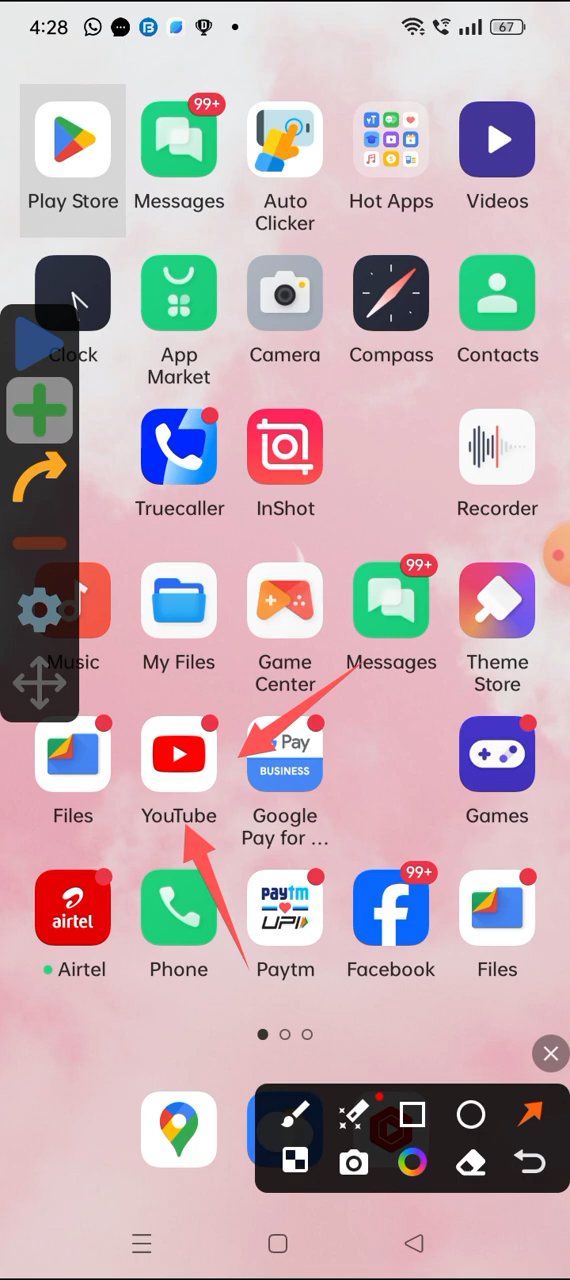 4:28
67
99+
Play Store
Messages
Auto
Clicker
Hot Apps
Videos
Clock
App
Market
Camera
Compass
Contacts
Truecaller
InShot
Recorder
99+
Music
My Files
Game
Center
Messages
Theme
Store
Pay
BUSINESS
Files
YouTube
Google
Pay for ...
Games
airtel
paytm
UPI
99+
Airtel
Phone
Paytm
Facebook
Files